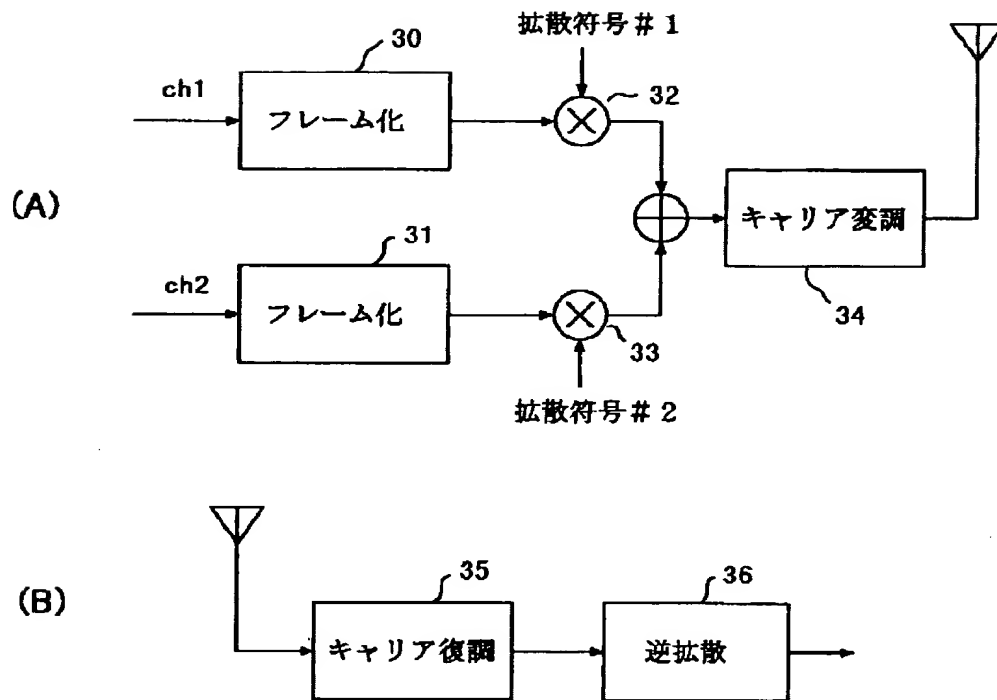 拡散符号#1
30
32
ch1
フレーム化
(A)
キャリア変調
31
34
ch2
フレーム化
33
拡散符号#2
(B)
35
36
キャリア復調
逆拡散